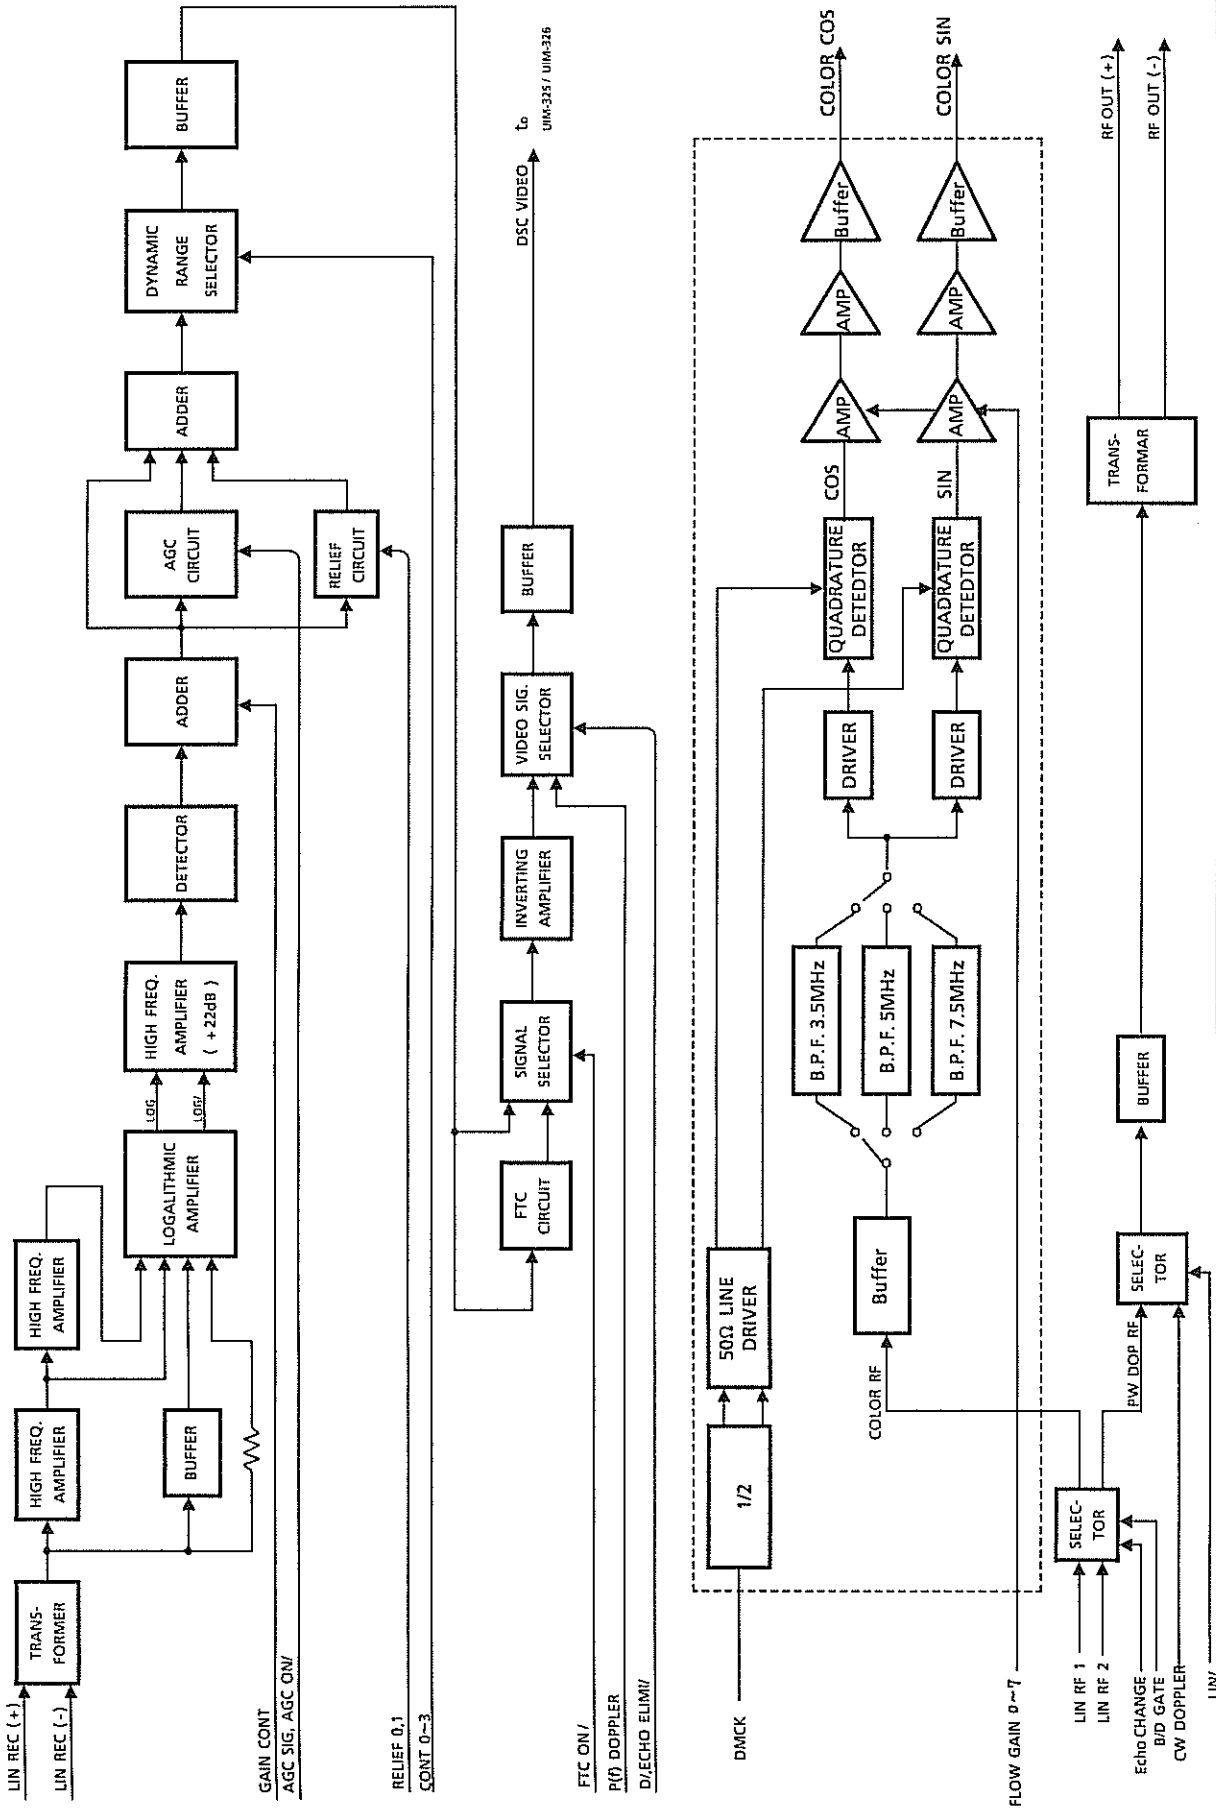 LIN REC (+)
LIN REC (-)
TRANS-
FORMER
HIGH FREQ.
AMPLIFIER
HIGH FREQ.
AMPLIFIER
BUFFER
LOGALITHMIC
AMPLIFIER
LOG
LOG/
HIGH FREQ.
AMPLIFIER
( +22dB )
DETECTOR
ADDER
AGC
CIRCUIT
RELIEF
CIRCUIT
ADDER
DYNAMIC
RANGE
SELECTOR
BUFFER
GAIN CONT
AGC SIG, AGC ON/
RELIEF 0,1
CONT 0~3
FTC
CIRCUIT
SIGNAL
SELECTOR
INVERTING
AMPLIFIER
VIDEO SIG.
SELECTOR
BUFFER
DSC VIDEO
to
UIM-325 / UIM-326
FTC ON/
P(f) DOPPLER
D/,ECHO ELIMI/
DMCK
1/2
50Ω LINE
DRIVER
COLOR RF
Buffer
B.P.F. 3.5MHz
B.P.F. 5MHz
B.P.F. 7.5MHz
DRIVER
DRIVER
QUADRATURE
DETEDTOR
QUADRATURE
DETEDTOR
COS
SIN
AMP
AMP
AMP
AMP
Buffer
Buffer
COLOR COS
COLOR SIN
FLOW GAIN 0~7
LIN RF 1
LIN RF 2
Echo CHANGE
B/D GATE
CW DOPPLER
LIN/
SELEC-
TOR
PW DOP RF
SELEC-
TOR
BUFFER
TRANS-
FORMAR
RF OUT (+)
RF OUT (-)